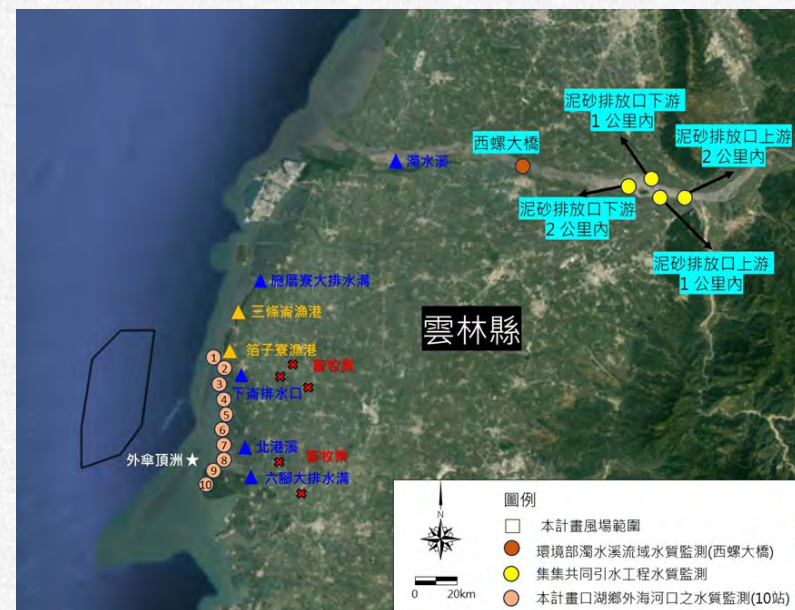 泥砂排放口下游
1 公里內
西螺大橋
泥砂排放口上游
2 公里內
濁水溪
泥砂排放口下游
2 公里內
泥砂排放口上游
1 公里內
施厝寮大排水溝
三條崙漁港
雲林縣
箔子寮漁港
1
2
畜牧業
3
下崙排水口
4
5
6
7
北港溪
畜牧業
外傘頂洲
8
9
六腳大排水溝
10
圖例
N
本計畫風場範圍
環境部濁水溪流域水質監測(西螺大橋)
集集共同引水工程水質監測
0 20km
本計畫口湖鄉外海河口之水質監測(10站)